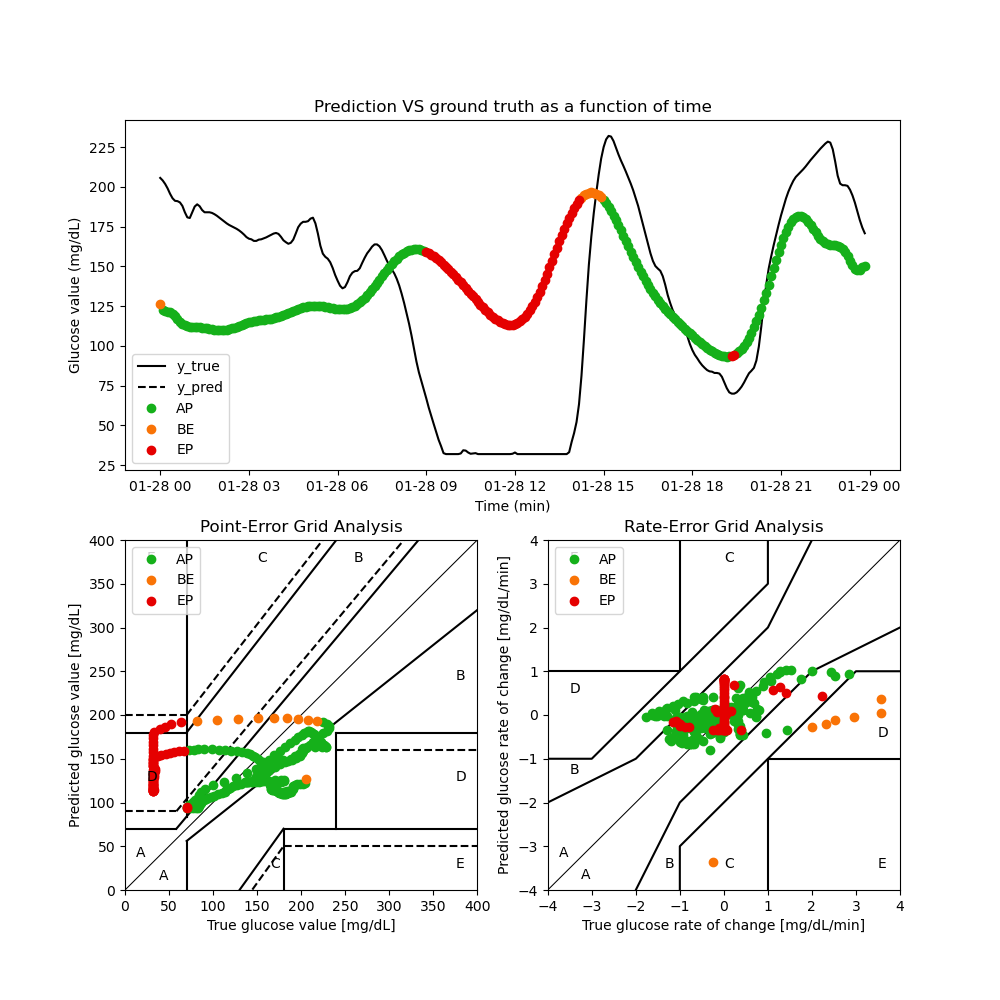 Prediction VS ground truth as a function of time
Glucose value (mg/dL)
225
200
175
150
125
100
75
50
25
y_true
y_pred
AP
BE
EP
01-28 00 01-28 03 01-28 06 01-28 09 01-28 12 01-28 15 01-28 18 01-28 21 01-29 00
Time (min)
Point-Error Grid Analysis
Predicted glucose value [mg/dL]
400
350
300
250
200
150
100
50
0
AP
BE
EP
C
B
B
D
D
A
A
C
E
0 50 100 150 200 250 300 350 400
True glucose value [mg/dL]
Rate-Error Grid Analysis
Predicted glucose rate of change [mg/dL/min]
4
3
2
1
0
−1
−2
−3
−4
AP
BE
EP
C
D
D
B
A
A
B
C
E
−4 −3 −2 −1 0 1 2 3 4
True glucose rate of change [mg/dL/min]